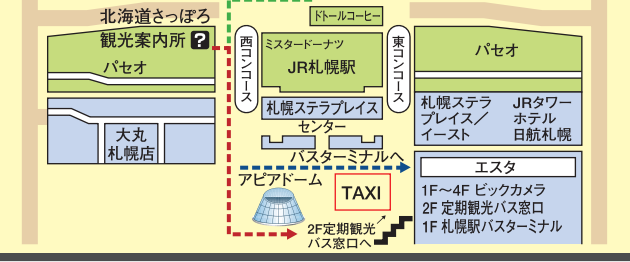 北海道さっぽろ
観光案内所 ?
パセオ
大丸
札幌店
西コンコース
ドトールコーヒー
ミスタードーナツ
JR札幌駅
東コンコース
札幌ステラプレイス
センター
バスターミナルへ
アピアドーム
TAXI
2F定期観光
バス窓口へ
パセオ
札幌ステラ
プレイス/
イースト
JRタワー
ホテル
日航札幌
エスタ
1F〜4F ビックカメラ
2F 定期観光バス窓口
1F 札幌駅バスターミナル